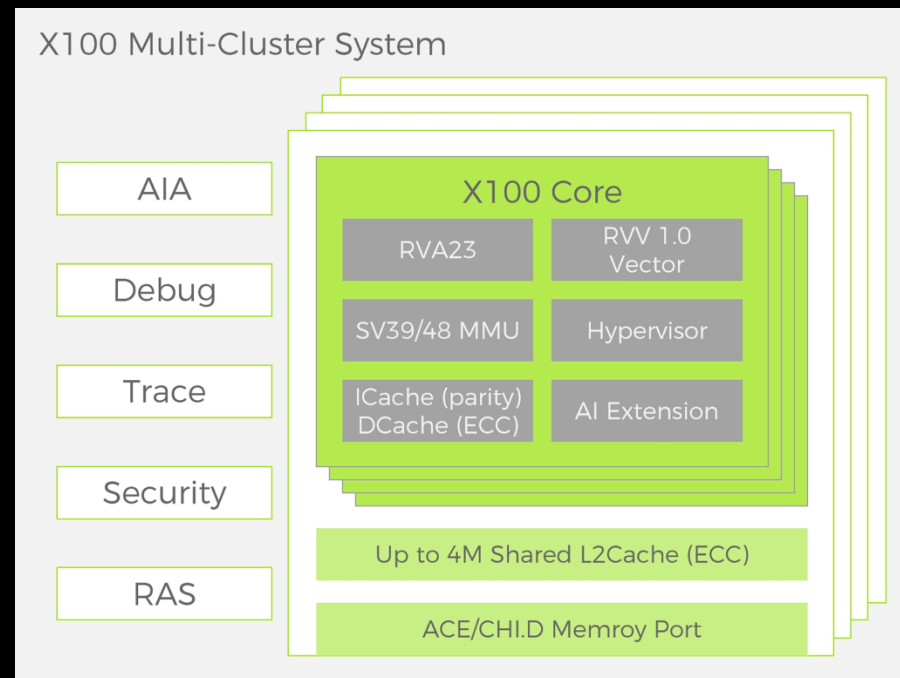 X100 Multi-Cluster System
AIA
Debug
Trace
Security
RAS
X100 Core
RVA23
RVV 1.0
Vector
SV39/48 MMU
Hypervisor
ICache (parity)
DCache (ECC)
AI Extension
Up to 4M Shared L2Cache (ECC)
ACE/CHI.D Memroy Port